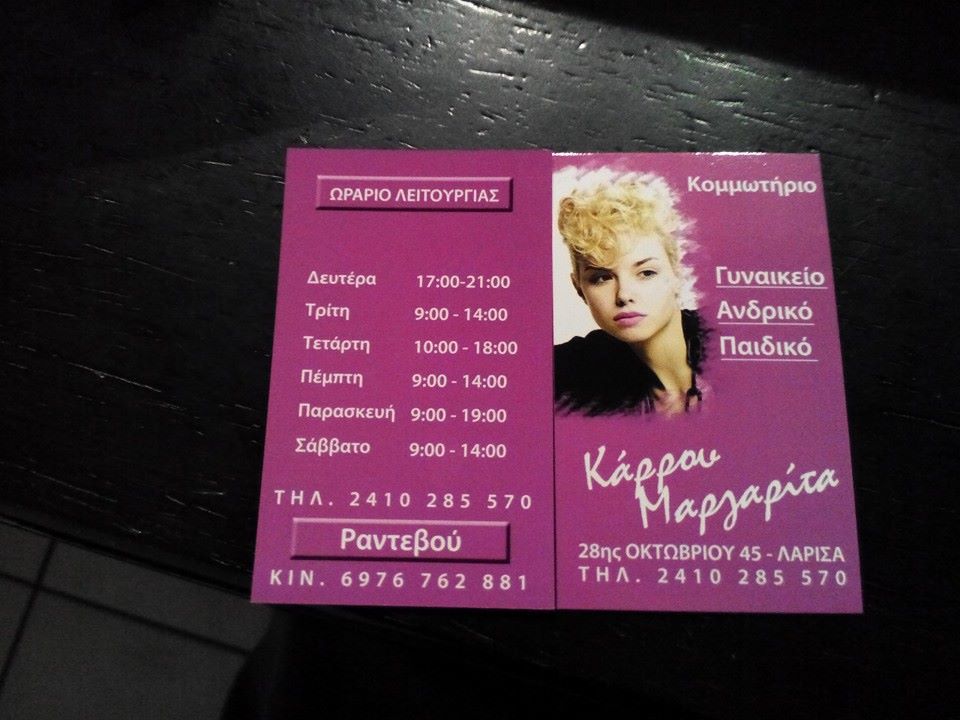 ΩΡΑΡΙΟ ΛΕΙΤΟΥΡΓΙΑΣ
Δευτέρα 17:00-21:00
Τρίτη 9:00 - 14:00
Τετάρτη 10:00 - 18:00
Πέμπτη 9:00 - 14:00
Παρασκευή 9:00 - 19:00
Σάββατο 9:00 - 14:00
ΤΗΛ. 2410 285 570
Ραντεβού
ΚΙΝ. 6976 762 881
Κομμωτήριο
Γυναικείο
Ανδρικό
Παιδικό
Κάρρου
Μαργαρίτα
28ης ΟΚΤΩΒΡΙΟΥ 45 - ΛΑΡΙΣΑ
ΤΗΛ. 2410 285 570